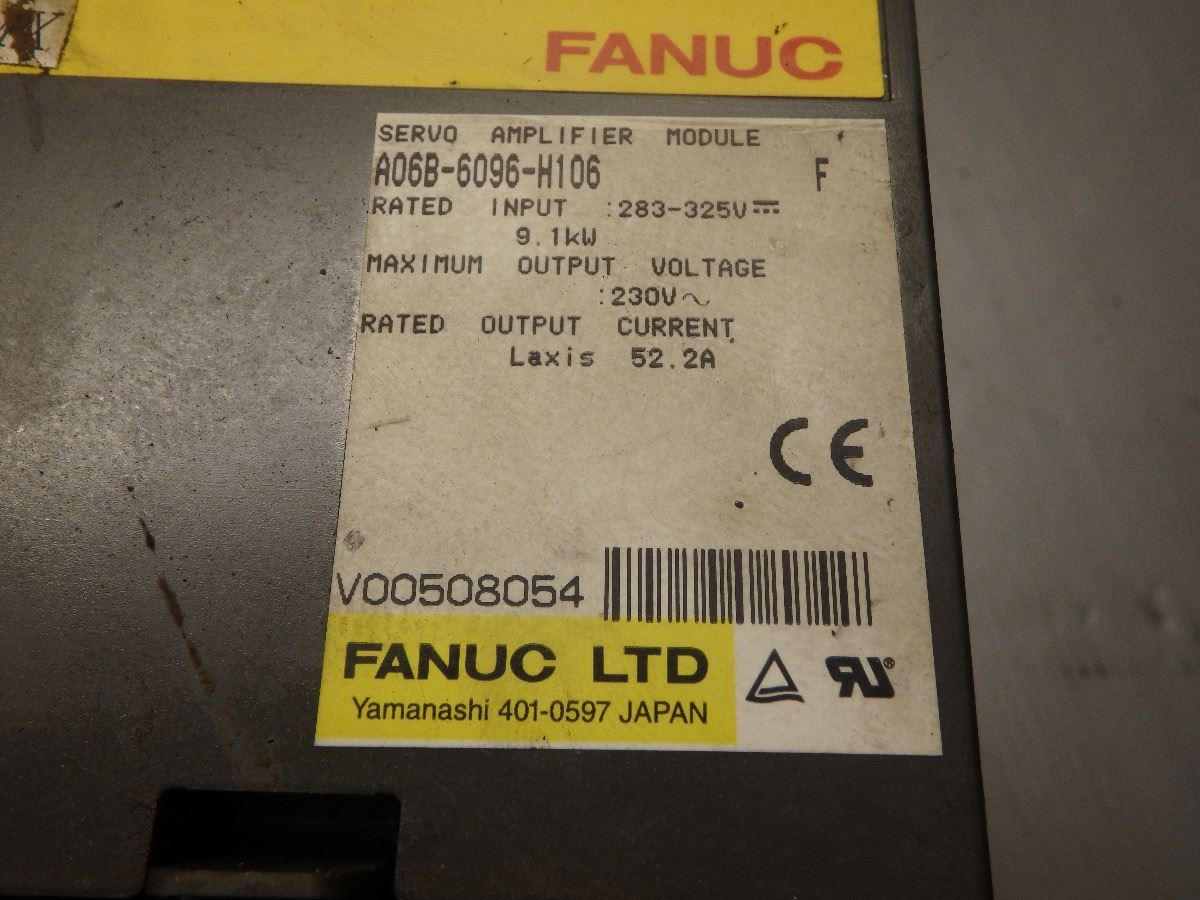 FANUC
SERVO AMPLIFIER MODULE
A06B-6096-H106 F
RATED INPUT :283-325V⎓
9.1kW
MAXIMUM OUTPUT VOLTAGE
:230V~
RATED OUTPUT CURRENT
Laxis 52.2A
CE
V00508054
FANUC LTD
Yamanashi 401-0597 JAPAN